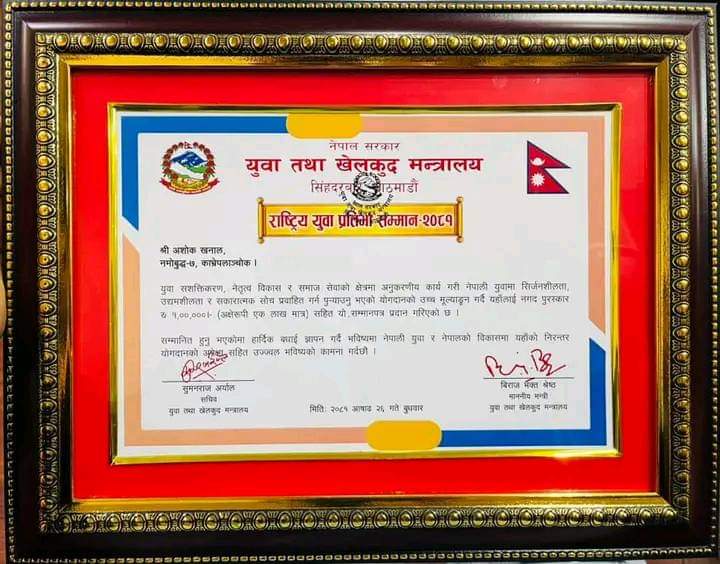 नेपाल सरकार
युवा तथा खेलकुद मन्त्रालय
सिंहदरबार, काठमाडौं
राष्ट्रिय युवा प्रतिभा सम्मान-२०८१
श्री अशोक खनाल,
नमोबुद्ध-७, काभ्रेपलाञ्चोक ।
युवा सशक्तिकरण, नेतृत्व विकास र समाज सेवाको क्षेत्रमा अनुकरणीय कार्य गरी नेपाली युवामा सिर्जनशीलता,
उद्यमशीलता र सकारात्मक सोच प्रवाहित गर्न पुऱ्याउनु भएको योगदानको उच्च मूल्याङ्कन गर्दै यहाँलाई नगद पुरस्कार
रु १,००,०००।- (अक्षेरूपी एक लाख मात्र) सहित यो सम्मानपत्र प्रदान गरिएको छ ।
सम्मानित हुनु भएकोमा हार्दिक बधाई ज्ञापन गर्दै भविष्यमा नेपाली युवा र नेपालको विकासमा यहाँको निरन्तर
योगदानको अपेक्षा सहित उज्ज्वल भविष्यको कामना गर्दछौं ।
सुमनराज अर्याल
सचिव
युवा तथा खेलकुद मन्त्रालय
मितिः २०८१ आषाढ २६ गते बुधवार
बिराज भक्त श्रेष्ठ
माननीय मन्त्री
युवा तथा खेलकुद मन्त्रालय